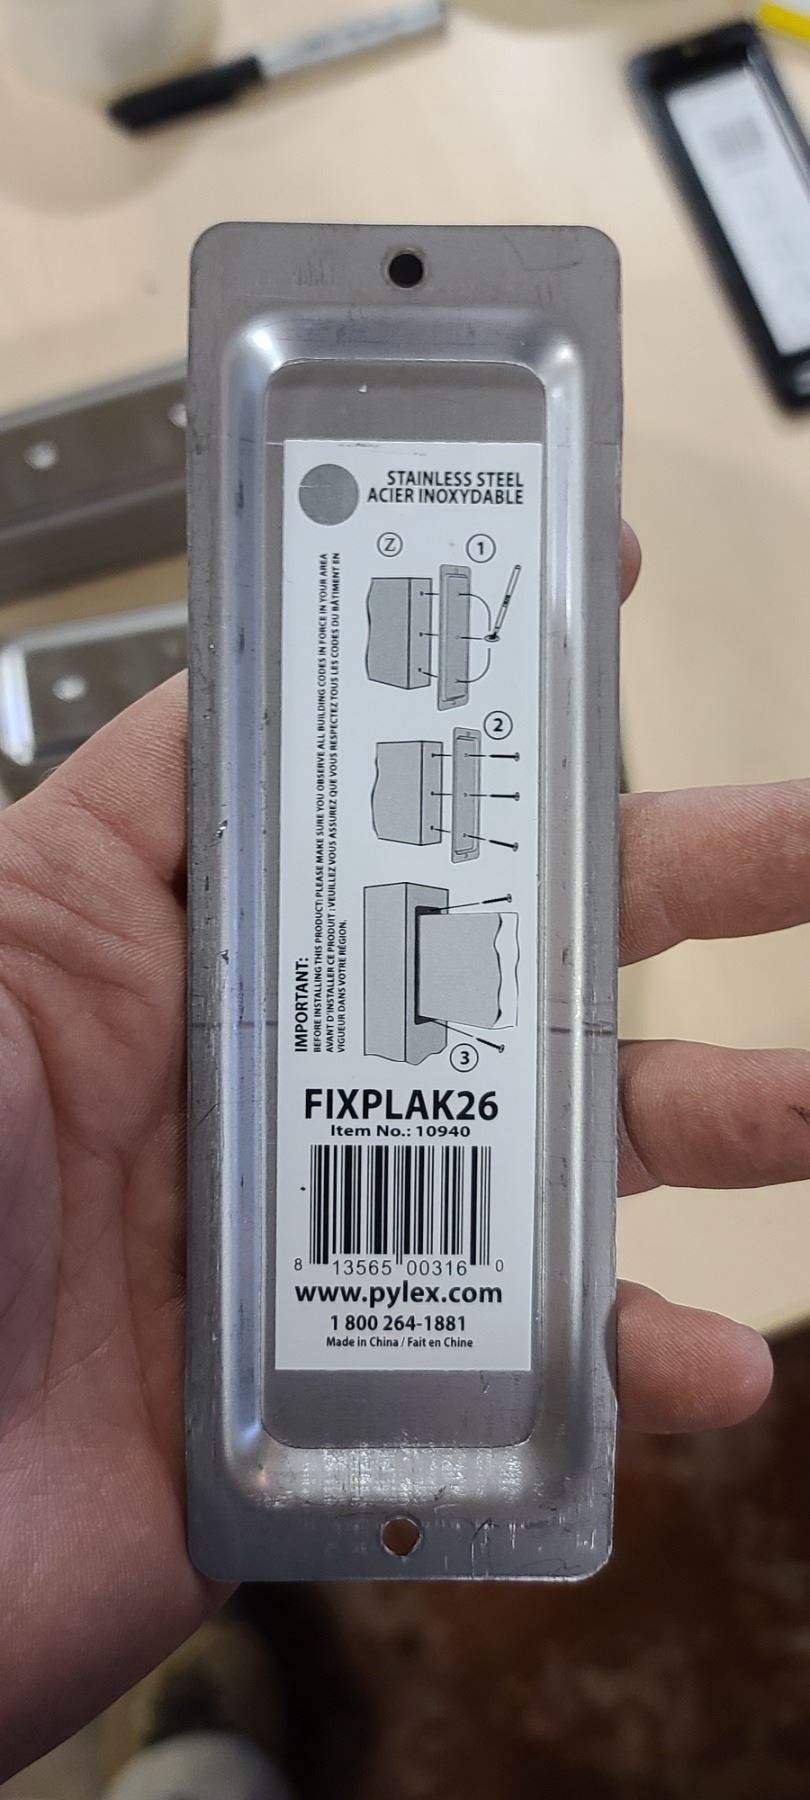 STAINLESS STEEL
ACIER INOXYDABLE
Z
1
2
3
IMPORTANT:
BEFORE INSTALLING THIS PRODUCT: PLEASE MAKE SURE YOU OBSERVE ALL BUILDING CODES IN FORCE IN YOUR AREA
AVANT D'INSTALLER CE PRODUIT : VEUILLEZ VOUS ASSUREZ QUE VOUS RESPECTEZ TOUS LES CODES DU BÂTIMENT EN
VIGUEUR DANS VOTRE RÉGION.
FIXPLAK26
Item No.: 10940
8 13565 00316 0
www.pylex.com
1 800 264-1881
Made in China / Fait en Chine